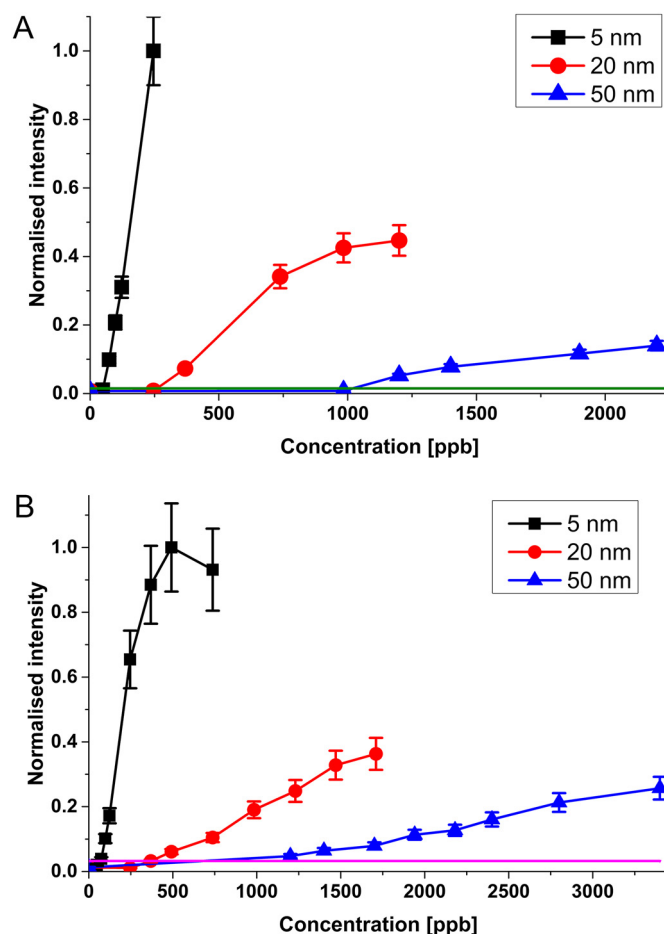 A
5 nm
20 nm
50 nm
Normalised intensity
1.0
0.8
0.6
0.4
0.2
0.0
0 500 1000 1500 2000
Concentration [ppb]
B
5 nm
20 nm
50 nm
Normalised intensity
1.0
0.8
0.6
0.4
0.2
0.0
0 500 1000 1500 2000 2500 3000
Concentration [ppb]